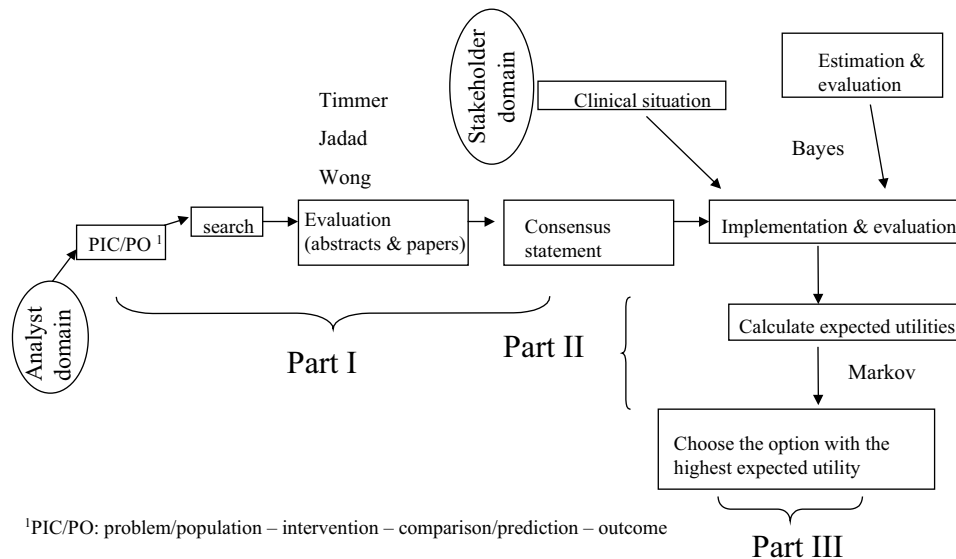 Timmer
Jadad
Wong
Stakeholder
domain
Clinical situation
Estimation &
evaluation
Bayes
Analyst
domain
PIC/PO 1
search
Evaluation
(abstracts & papers)
Consensus
statement
Implementation & evaluation
Part I
Part II
Calculate expected utilities
Markov
Choose the option with the
highest expected utility
Part III
1PIC/PO: problem/population – intervention – comparison/prediction – outcome